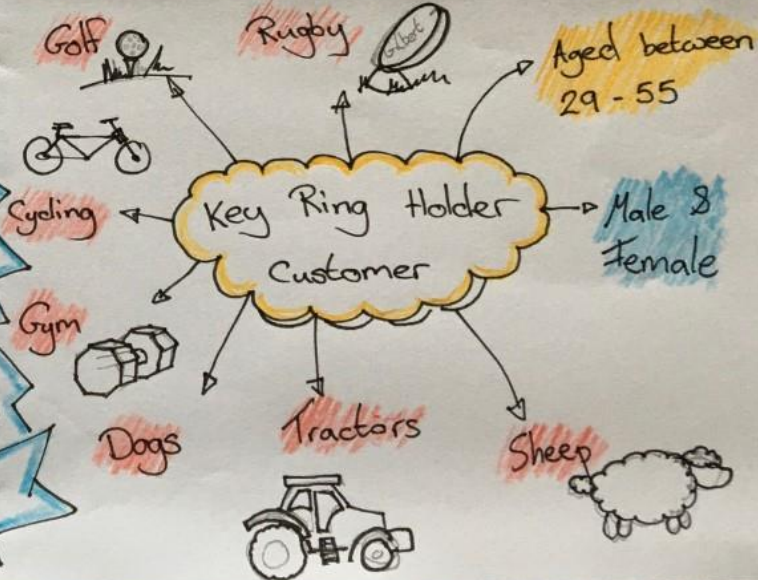 Golf
Rugby
Gilbert
Aged between
29 - 55
Key Ring Holder
Customer
Male &
Female
Cycling
Gym
Dogs
Tractors
Sheep